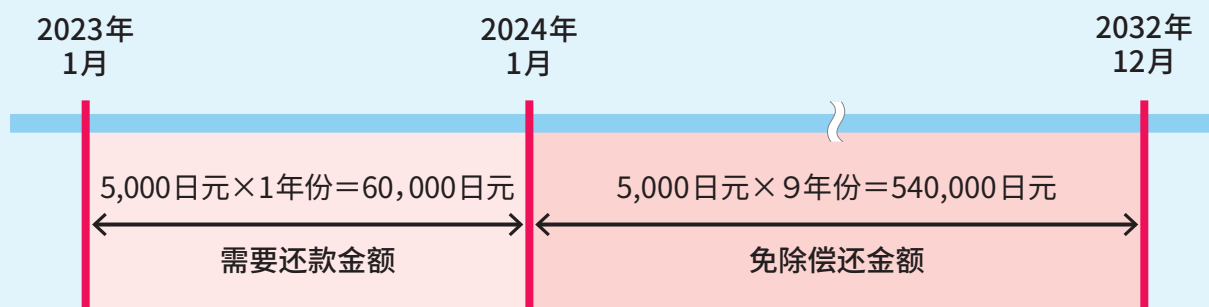 2023年
1月
2024年
1月
2032年
12月
5,000日元×1年份＝60，000日元
5,000日元×９年份＝540,000日元
需要还款金额
免除偿还金额